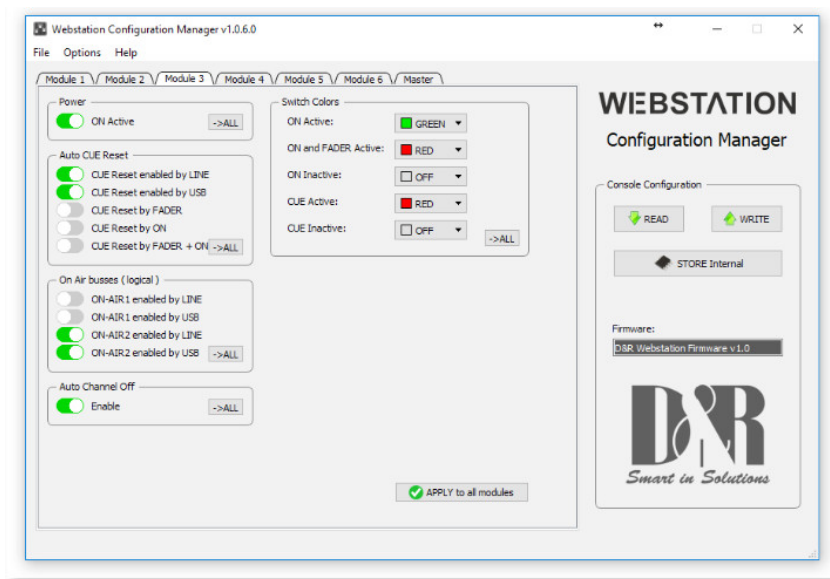 Webstation Configuration Manager v1.0.6.0
File Options Help
Module 1 Module 2 Module 3 Module 4 Module 5 Module 6 Master
Power
ON Active ->ALL
Auto CUE Reset
CUE Reset enabled by LINE
CUE Reset enabled by USB
CUE Reset by FADER
CUE Reset by ON
CUE Reset by FADER + ON ->ALL
On Air busses ( logical )
ON-AIR1 enabled by LINE
ON-AIR1 enabled by USB
ON-AIR2 enabled by LINE
ON-AIR2 enabled by USB ->ALL
Auto Channel Off
Enable ->ALL
Switch Colors
ON Active: GREEN
ON and FADER Active: RED
ON Inactive: OFF
CUE Active: RED
CUE Inactive: OFF
->ALL
APPLY to all modules
WEBSTATION
Configuration Manager
Console Configuration
READ WRITE
STORE Internal
Firmware:
D&R Webstation Firmware v1.0
D&R
Smart in Solutions